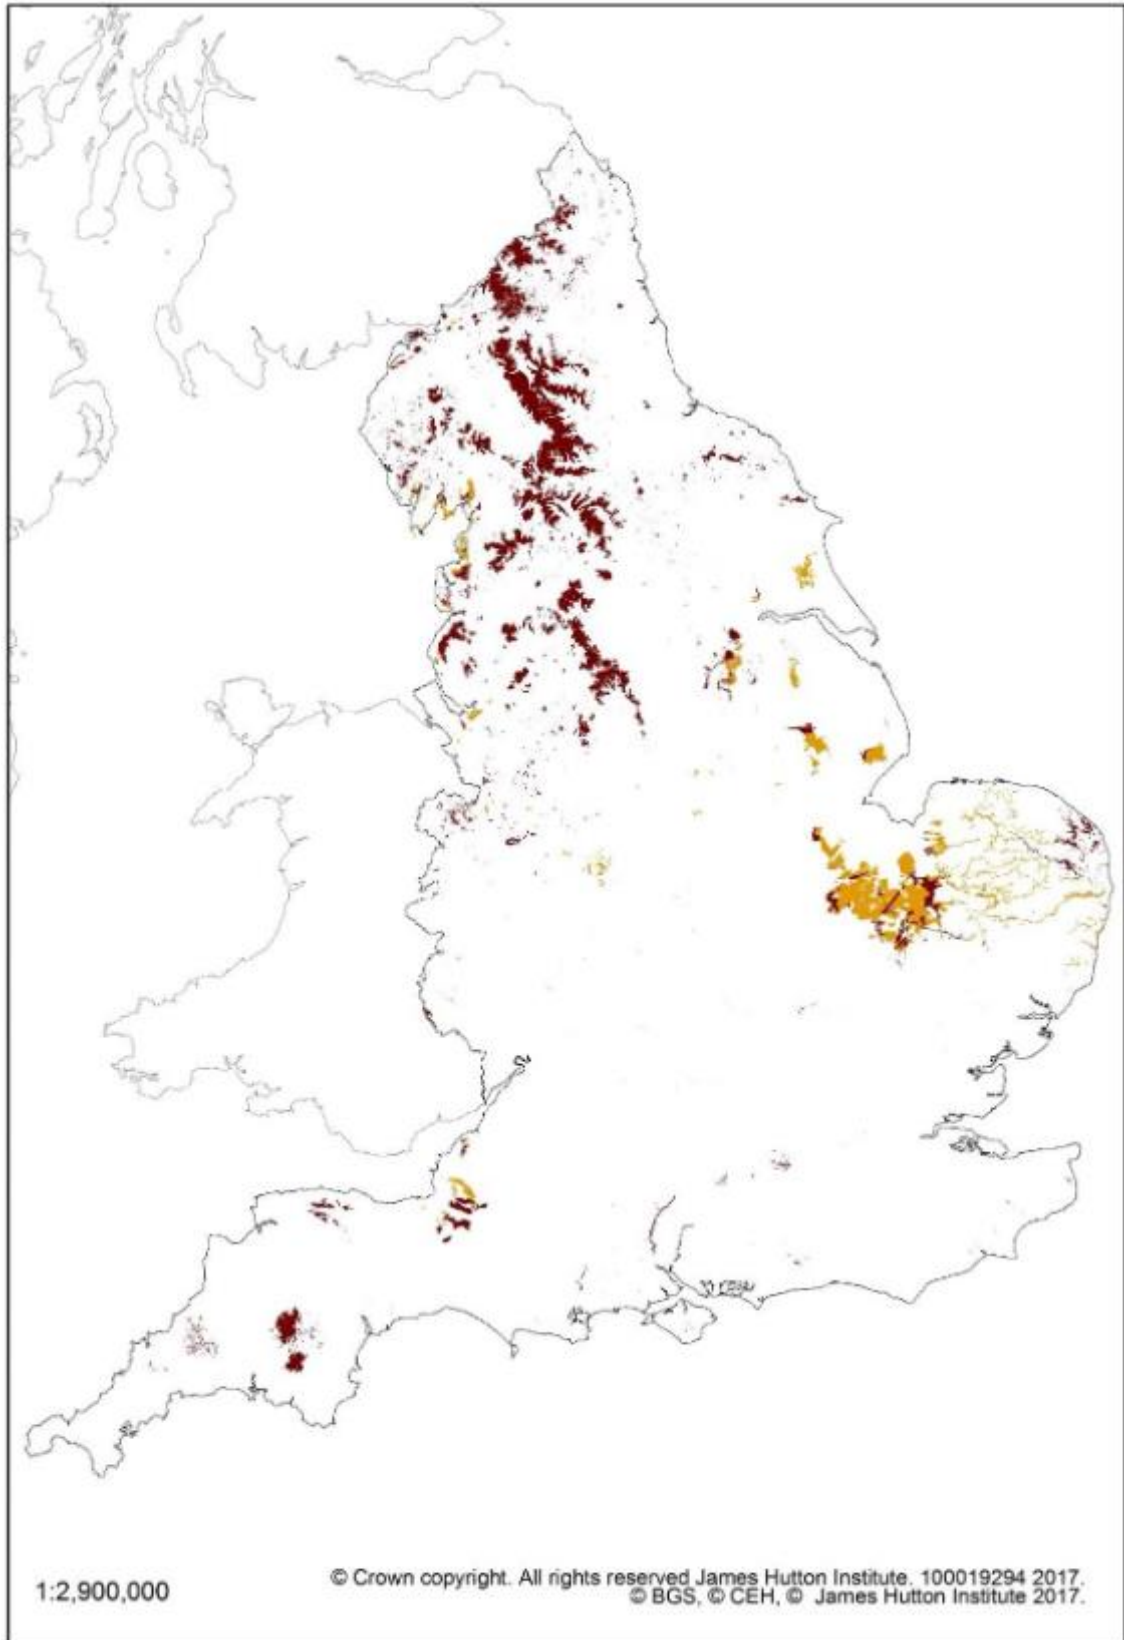 1:2,900,000
© Crown copyright. All rights reserved James Hutton Institute. 100019294 2017.
© BGS, © CEH, © James Hutton Institute 2017.